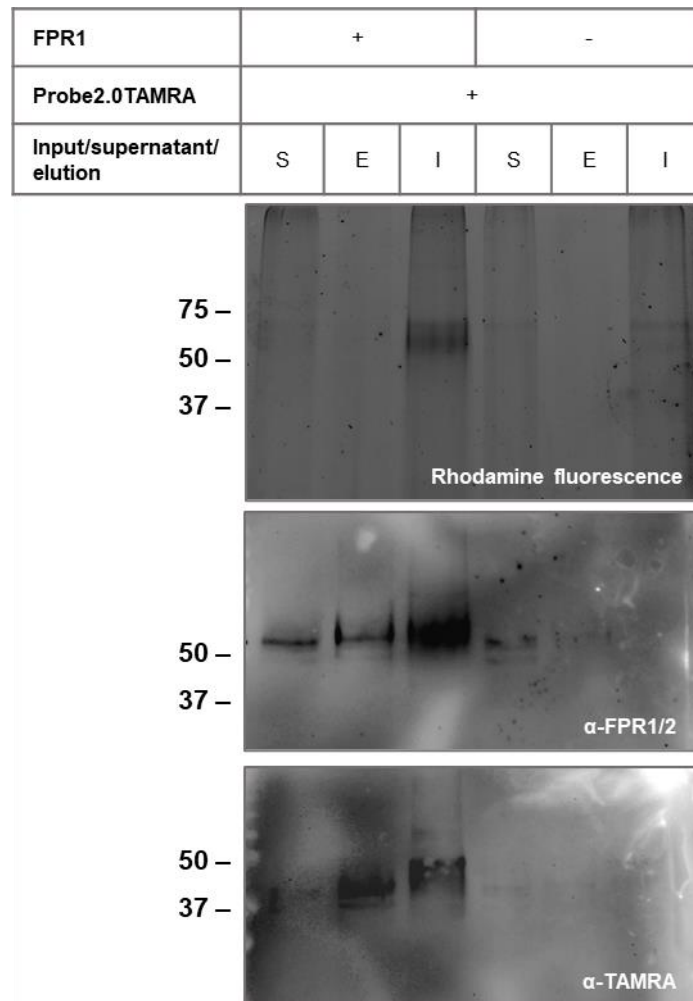 FPR1 + -
Probe2.0TAMRA +
Input/supernatant/
elution S E I S E I
75 –
50 –
37 –
Rhodamine fluorescence
50 –
37 –
α-FPR1/2
50 –
37 –
α-TAMRA